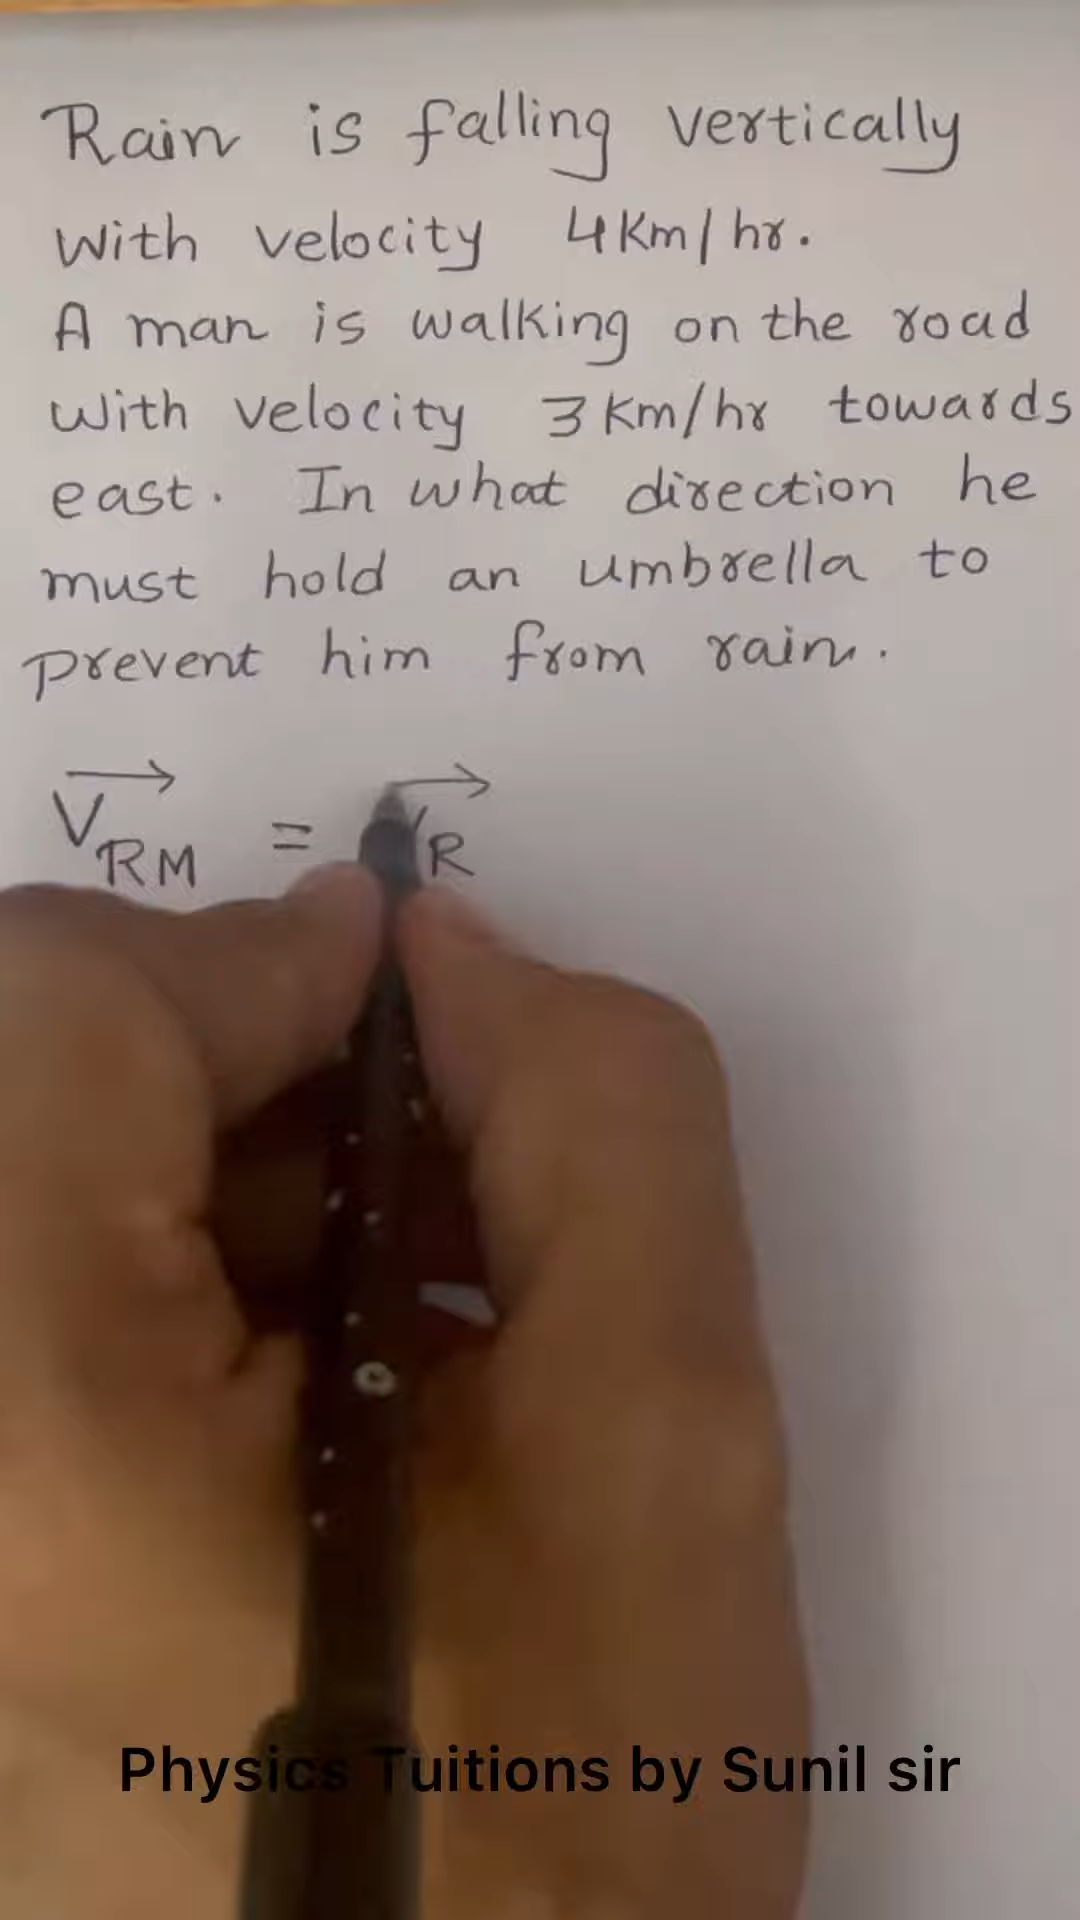 Rain is falling vertically
with velocity 4Km/hr.
A man is walking on the road
with velocity 3Km/hr towards
east. In what direction he
must hold an umbrella to
prevent him from rain.
V⃗RM = V⃗R
Physics Tuitions by Sunil sir